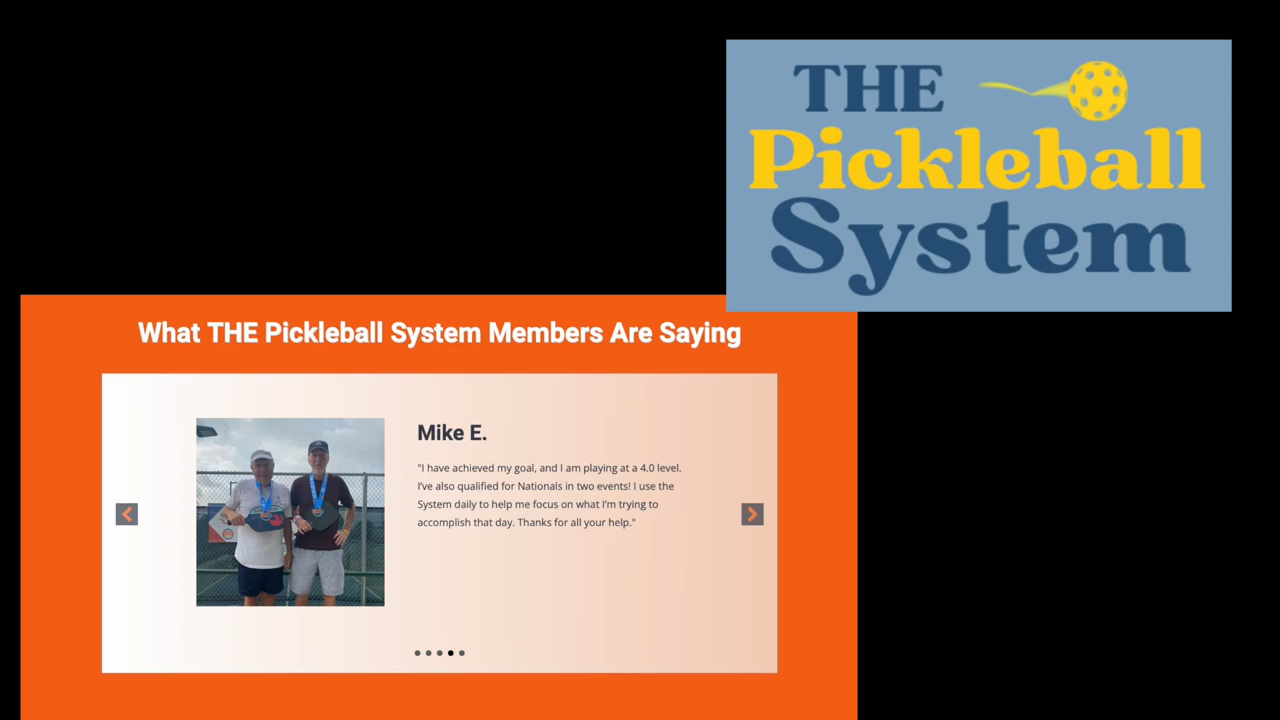 THE
Pickleball
System
What THE Pickleball System Members Are Saying
Mike E.
"I have achieved my goal, and I am playing at a 4.0 level.
I've also qualified for Nationals in two events! I use the
System daily to help me focus on what I'm trying to
accomplish that day. Thanks for all your help."